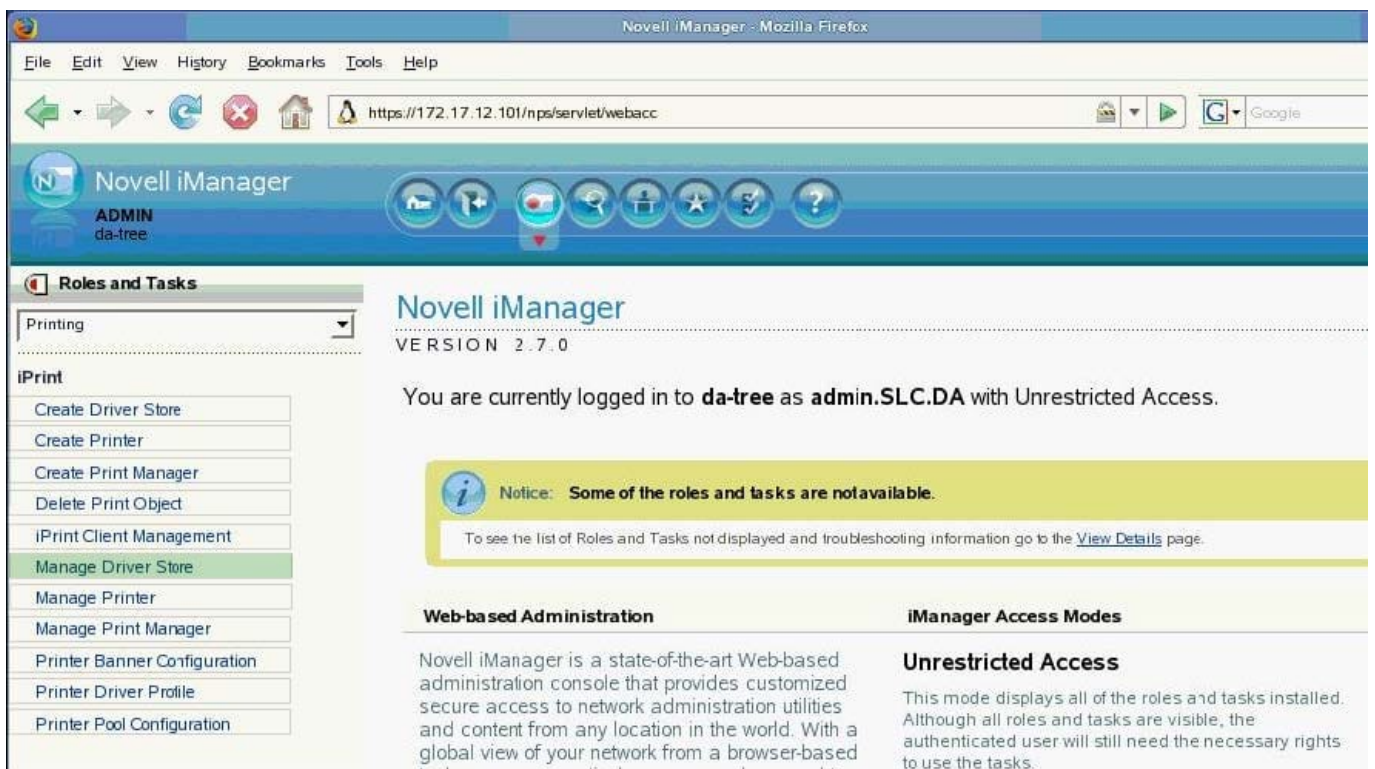 Novell iManager - Mozilla Firefox
File Edit View History Bookmarks Tools Help
https://172.17.12.101/nps/servlet/webacc
G Google
N
Novell iManager
ADMIN
da-tree
?
Roles and Tasks
Printing
iPrint
Create Driver Store
Create Printer
Create Print Manager
Delete Print Object
iPrint Client Management
Manage Driver Store
Manage Printer
Manage Print Manager
Printer Banner Configuration
Printer Driver Profile
Printer Pool Configuration
Novell iManager
VERSION 2.7.0
You are currently logged in to da-tree as admin.SLC.DA with Unrestricted Access.
i Notice: Some of the roles and tasks are not available.
To see the list of Roles and Tasks not displayed and troubleshooting information go to the View Details page.
Web-based Administration
Novell iManager is a state-of-the-art Web-based
administration console that provides customized
secure access to network administration utilities
and content from any location in the world. With a
global view of your network from a browser-based
iManager Access Modes
Unrestricted Access
This mode displays all of the roles and tasks installed.
Although all roles and tasks are visible, the
authenticated user will still need the necessary rights
to use the tasks.